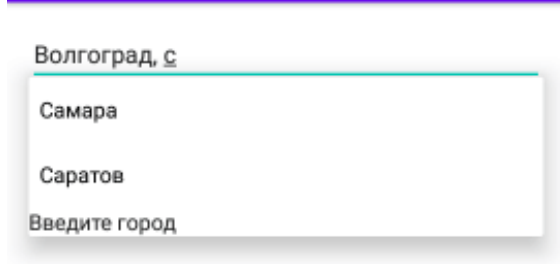 Волгоград, с
Самара
Саратов
Введите город